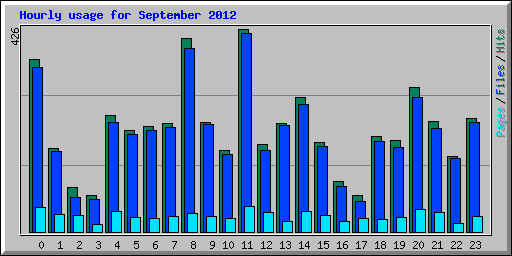 Hourly usage for September 2012
426
Pages / Files / Hits
0 1 2 3 4 5 6 7 8 9 10 11 12 13 14 15 16 17 18 19 20 21 22 23